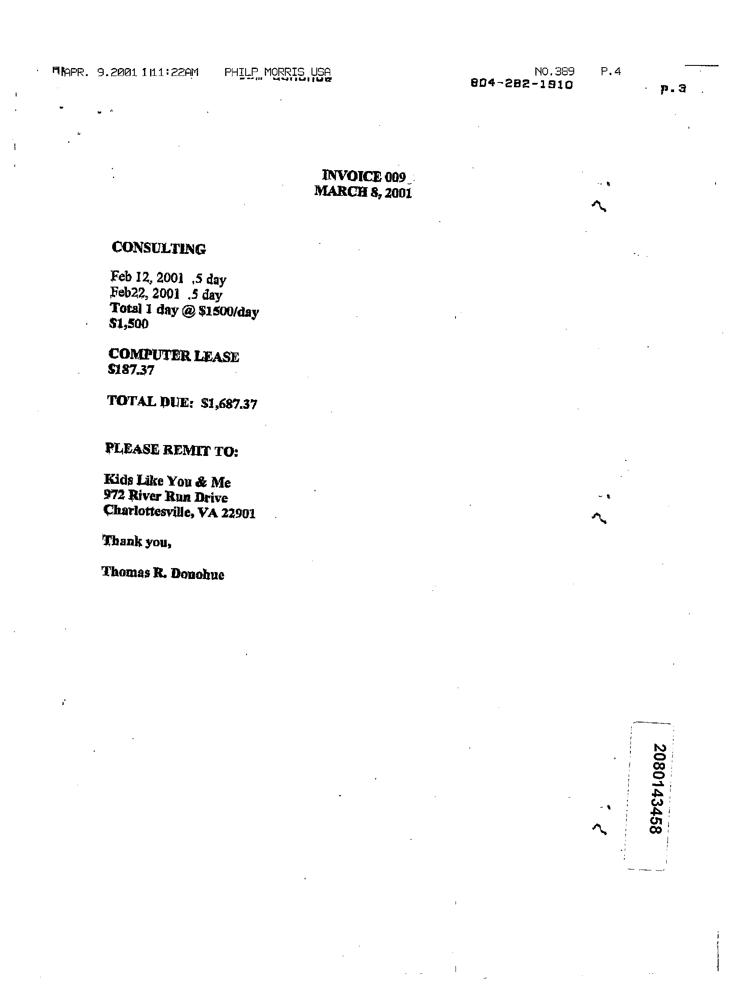 APR. 9.2001 11:22AM PHILP MORRIS USA NO.389 P.4
804-282-1910 p.3
INVOICE 009
MARCH 8, 2001
CONSULTING
Feb 12, 2001 .5 day
Feb22, 2001 .5 day
Total 1 day @ $1500/day
$1,500
COMPUTER LEASE
$187.37
TOTAL DUE: $1,687.37
PLEASE REMIT TO:
Kids Like You & Me
972 River Run Drive
Charlottesville, VA 22901
Thank you,
Thomas R. Donohue
2080143458